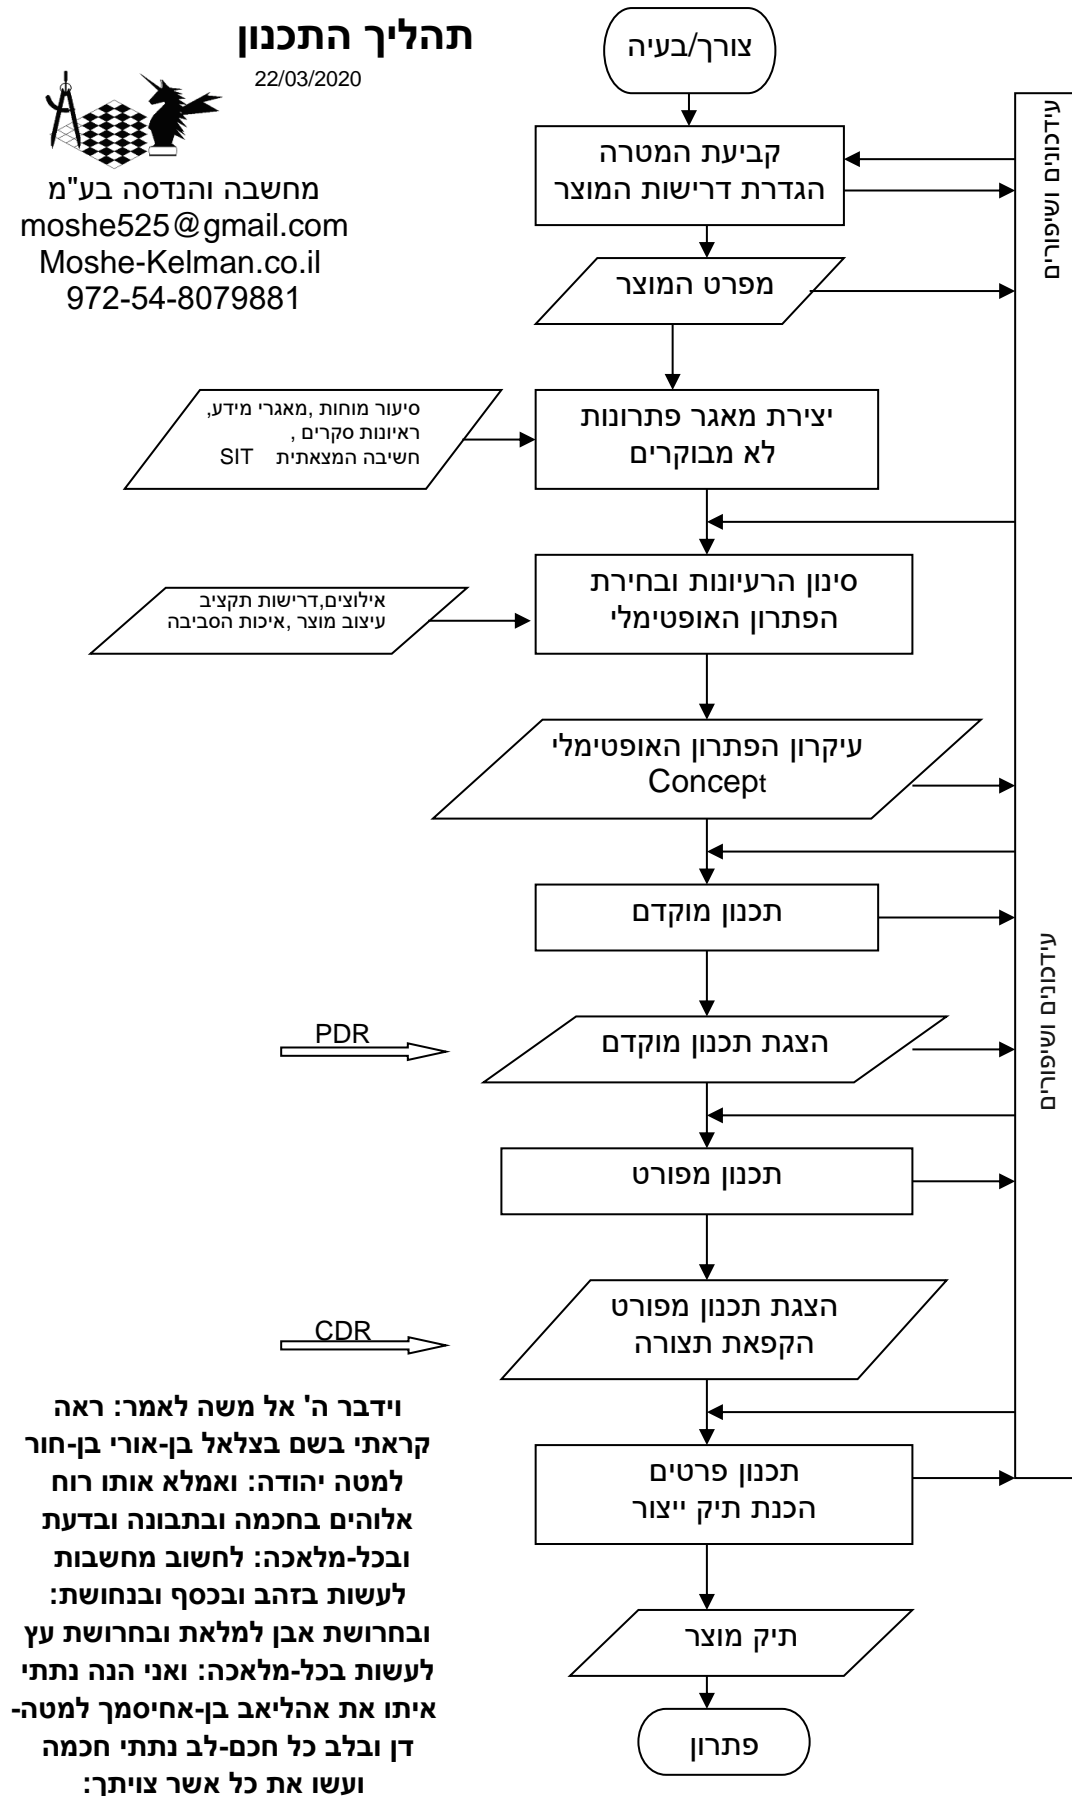 תהליך התכנון
22/03/2020
מחשבה והנדסה בע"מ
moshe525@gmail.com
Moshe-Kelman.co.il
972-54-8079881
צורך/בעיה
קביעת המטרה
הגדרת דרישות המוצר
עידכונים ושיפורים
מפרט המוצר
יצירת מאגר פתרונות
לא מבוקרים
סיעור מוחות ,מאגרי מידע,
ראיונות סקרים ,
חשיבה המצאתית SIT
סינון הרעיונות ובחירת
הפתרון האופטימלי
אילוצים,דרישות תקציב
עיצוב מוצר ,איכות הסביבה
עיקרון הפתרון האופטימלי
Concept
תכנון מוקדם
עידכונים ושיפורים
הצגת תכנון מוקדם
PDR
תכנון מפורט
הצגת תכנון מפורט
הקפאת תצורה
CDR
תכנון פרטים
הכנת תיק ייצור
תיק מוצר
פתרון
וידבר ה' אל משה לאמר: ראה
קראתי בשם בצלאל בן-אורי בן-חור
למטה יהודה: ואמלא אותו רוח
אלוהים בחכמה ובתבונה ובדעת
ובכל-מלאכה: לחשוב מחשבות
לעשות בזהב ובכסף ובנחושת:
ובחרושת אבן למלאת ובחרושת עץ
לעשות בכל-מלאכה: ואני הנה נתתי
איתו את אהליאב בן-אחיסמך למטה-
דן ובלב כל חכם-לב נתתי חכמה
ועשו את כל אשר צויתך: